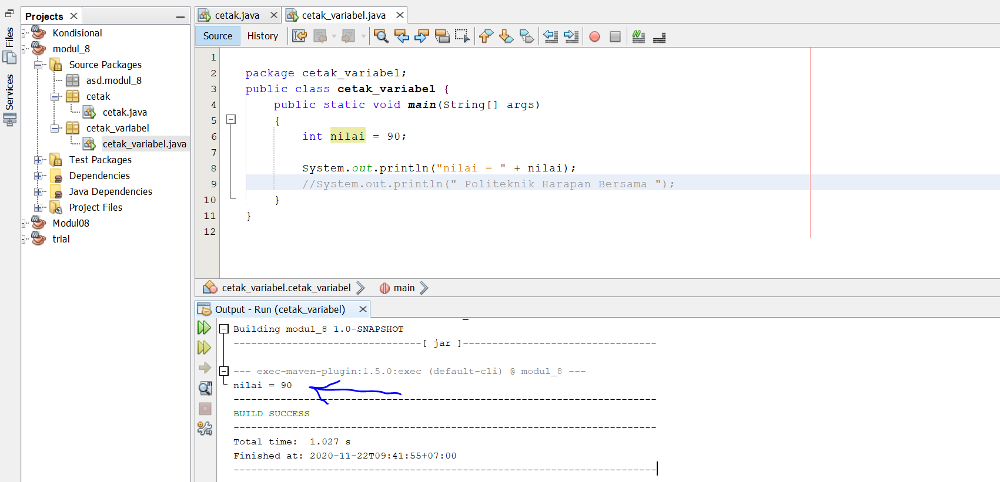 Files
Services
Projects
Kondisional
modul_8
Source Packages
asd.modul_8
cetak
cetak.java
cetak_variabel
cetak_variabel.java
Test Packages
Dependencies
Java Dependencies
Project Files
Modul08
trial
cetak.java
cetak_variabel.java
Source History
1
2 package cetak_variabel;
3 public class cetak_variabel {
4 public static void main(String[] args)
5 {
6 int nilai = 90;
7
8 System.out.println("nilai = " + nilai);
9 //System.out.println(" Politeknik Harapan Bersama ");
10 }
11 }
12
cetak_variabel.cetak_variabel main
Output - Run (cetak_variabel)
Building modul_8 1.0-SNAPSHOT
--------------------------------[ jar ]---------------------------------
--- exec-maven-plugin:1.5.0:exec (default-cli) @ modul_8 ---
nilai = 90
------------------------------------------------------------------------
BUILD SUCCESS
------------------------------------------------------------------------
Total time:  1.027 s
Finished at: 2020-11-22T09:41:55+07:00
------------------------------------------------------------------------